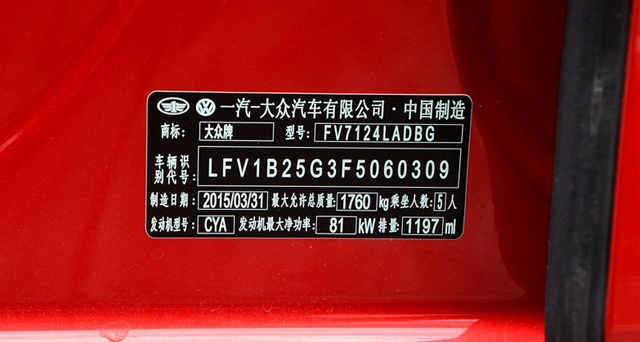 一汽-大众汽车有限公司·中国制造
商标: 大众牌 型号: FV7124LADBG
车辆识
别代号: LFV1B25G3F5060309
制造日期: 2015/03/31 最大允许总质量: 1760 kg 乘坐人数: 5 人
发动机型号: CYA 发动机最大净功率: 81 kW 排量: 1197 ml